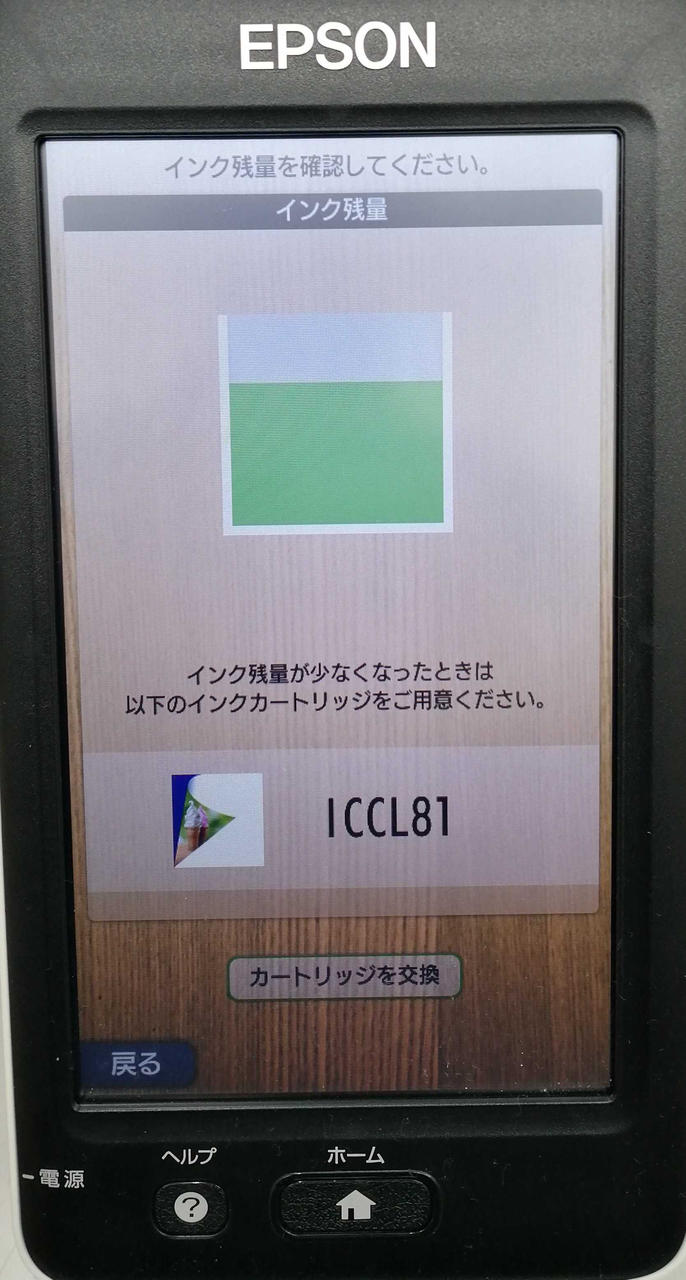 EPSON
インク残量を確認してください。
インク残量
インク残量が少なくなったときは
以下のインクカートリッジをご用意ください。
ICCL81
カートリッジを交換
戻る
ヘルプ
ホーム
電源
?